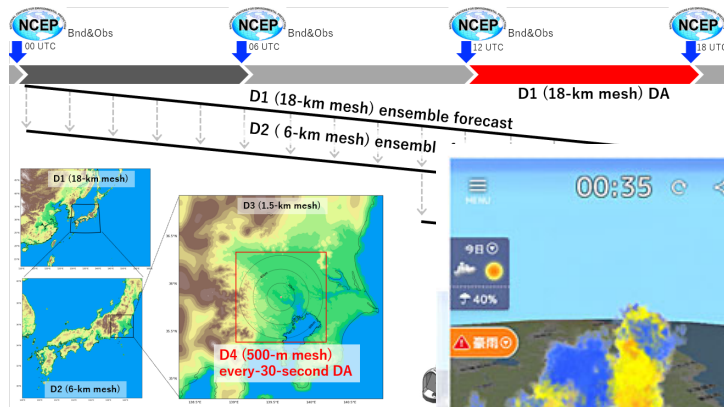 NCEP
Bnd&Obs
00 UTC
NCEP
Bnd&Obs
06 UTC
NCEP
Bnd&Obs
12 UTC
NCEP
18 UTC
D1 (18-km mesh) DA
D1 (18-km mesh) ensemble forecast
D2 ( 6-km mesh) ensembl
D1 (18-km mesh)
D3 (1.5-km mesh)
D4 (500-m mesh)
every-30-second DA
D2 (6-km mesh)
MENU
00:35
今日
40%
豪雨